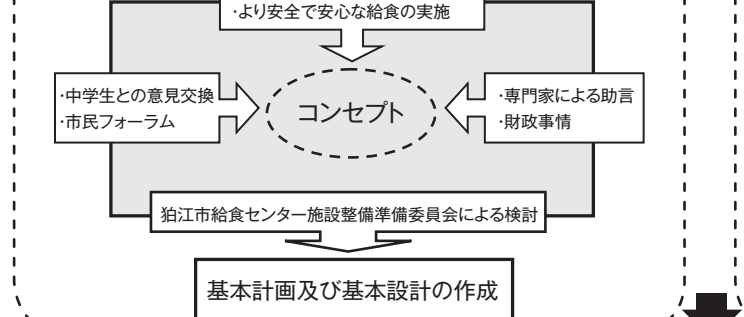 ・より安全で安心な給食の実施
・中学生との意見交換
・市民フォーラム
コンセプト
・専門家による助言
・財政事情
狛江市給食センター施設整備準備委員会による検討
基本計画及び基本設計の作成